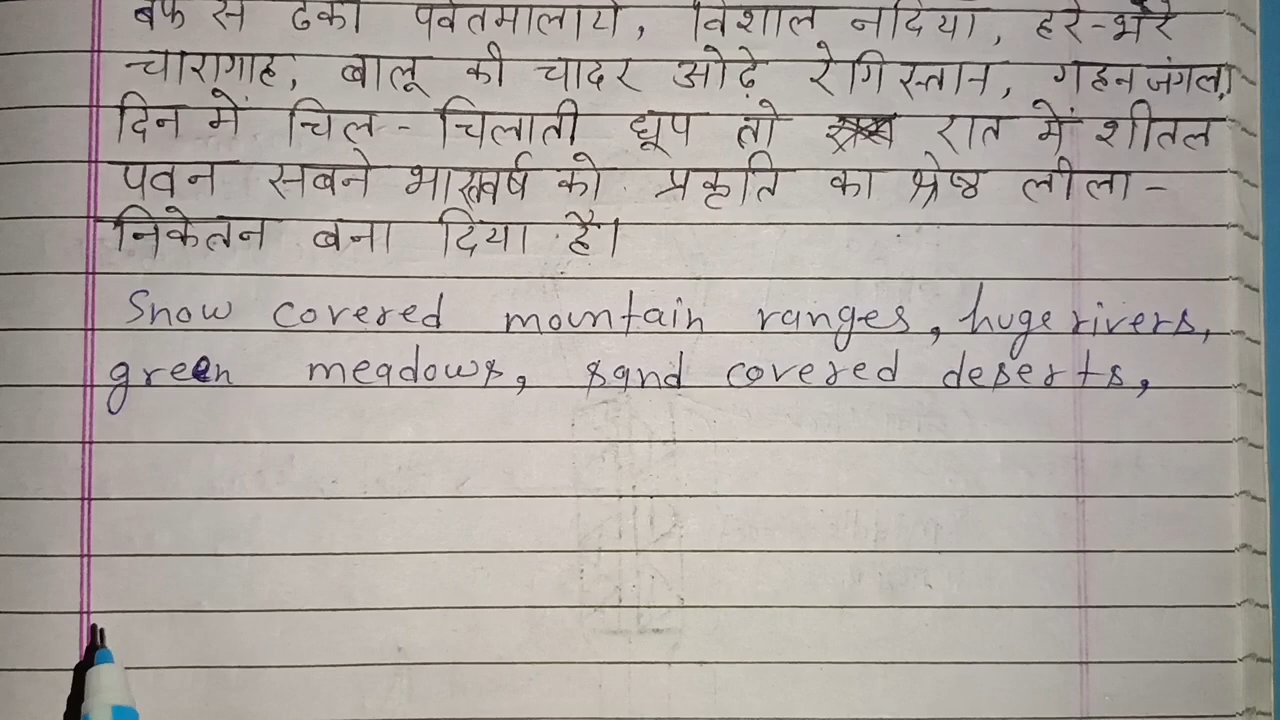 बर्फ से ढकी पर्वतमालायें, विशाल नदियां, हरे-भरे
चारागाह, बालू की चादर ओढ़े रेगिस्तान, गहन जंगल,
दिन में चिल-चिलाती धूप तो रात में शीतल
पवन सबने भारतवर्ष को प्रकृति का श्रेष्ठ लीला-
निकेतन बना दिया है।
Snow covered mountain ranges, huge rivers,
green meadows, sand covered deserts,